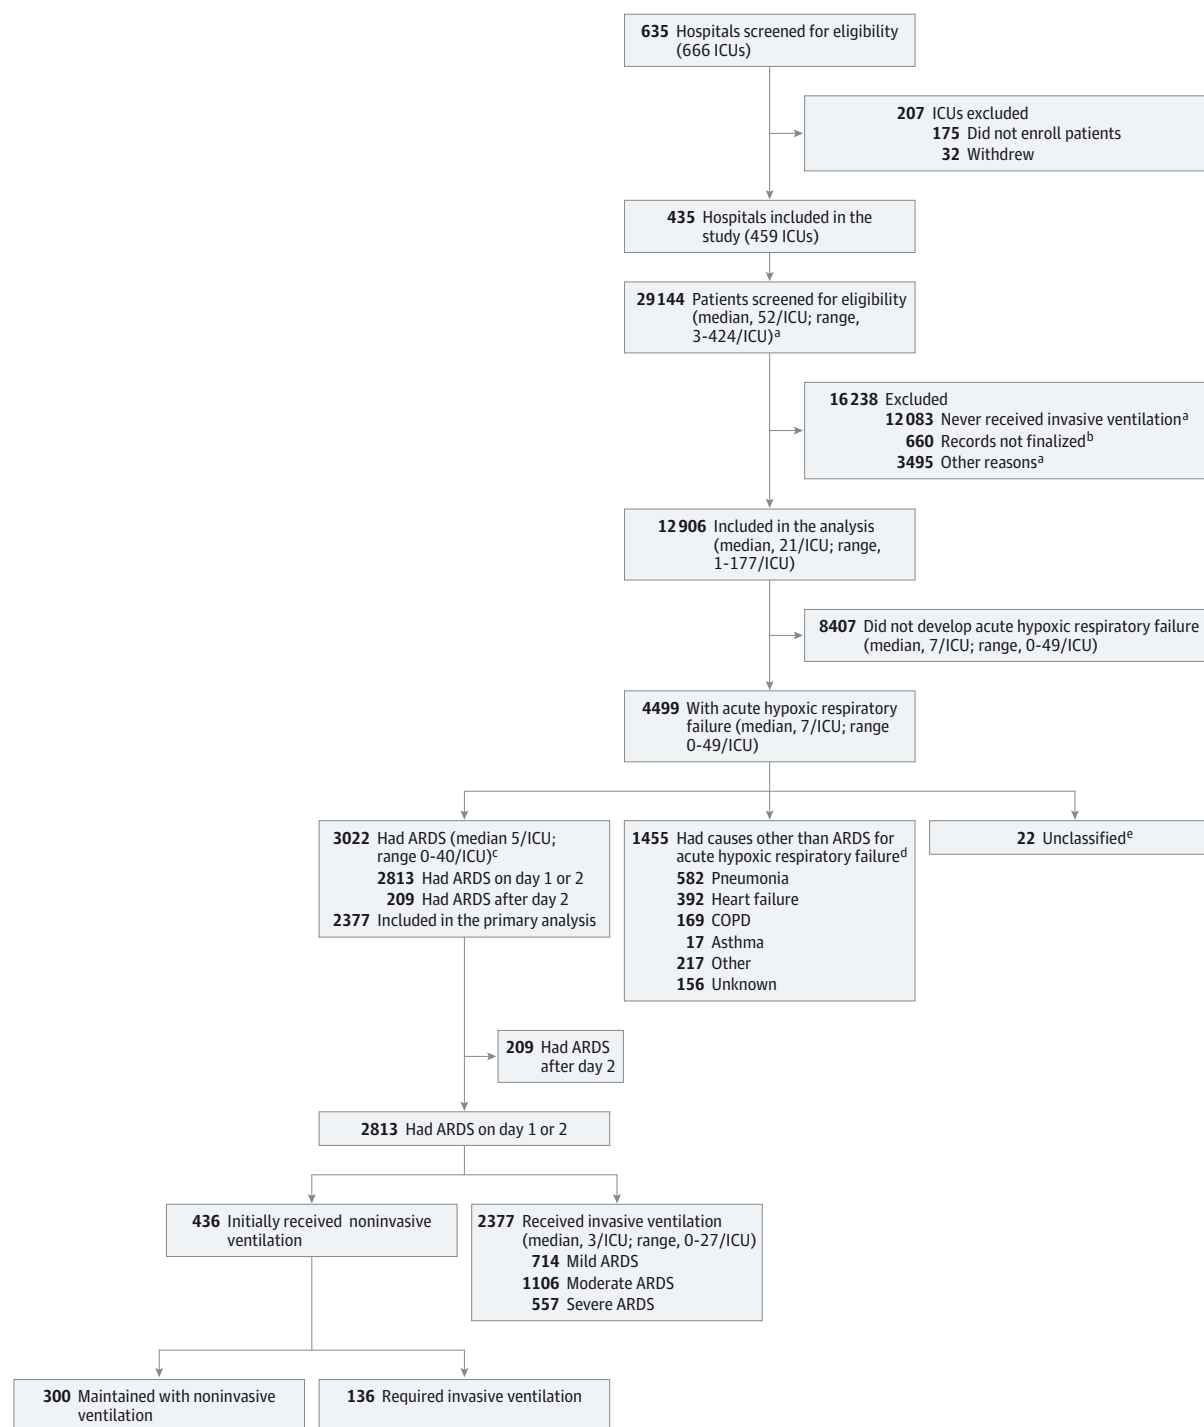 635 Hospitals screened for eligibility
(666 ICUs)
207 ICUs excluded
175 Did not enroll patients
32 Withdrew
435 Hospitals included in the
study (459 ICUs)
29144 Patients screened for eligibility
(median, 52/ICU; range,
3-424/ICU)a
16238 Excluded
12083 Never received invasive ventilationa
660 Records not finalizedb
3495 Other reasonsa
12906 Included in the analysis
(median, 21/ICU; range,
1-177/ICU)
8407 Did not develop acute hypoxic respiratory failure
(median, 7/ICU; range, 0-49/ICU)
4499 With acute hypoxic respiratory
failure (median, 7/ICU; range
0-49/ICU)
3022 Had ARDS (median 5/ICU;
range 0-40/ICU)c
2813 Had ARDS on day 1 or 2
209 Had ARDS after day 2
2377 Included in the primary analysis
1455 Had causes other than ARDS for
acute hypoxic respiratory failured
582 Pneumonia
392 Heart failure
169 COPD
17 Asthma
217 Other
156 Unknown
22 Unclassifiede
209 Had ARDS
after day 2
2813 Had ARDS on day 1 or 2
436 Initially received noninvasive
ventilation
2377 Received invasive ventilation
(median, 3/ICU; range, 0-27/ICU)
714 Mild ARDS
1106 Moderate ARDS
557 Severe ARDS
300 Maintained with noninvasive
ventilation
136 Required invasive ventilation